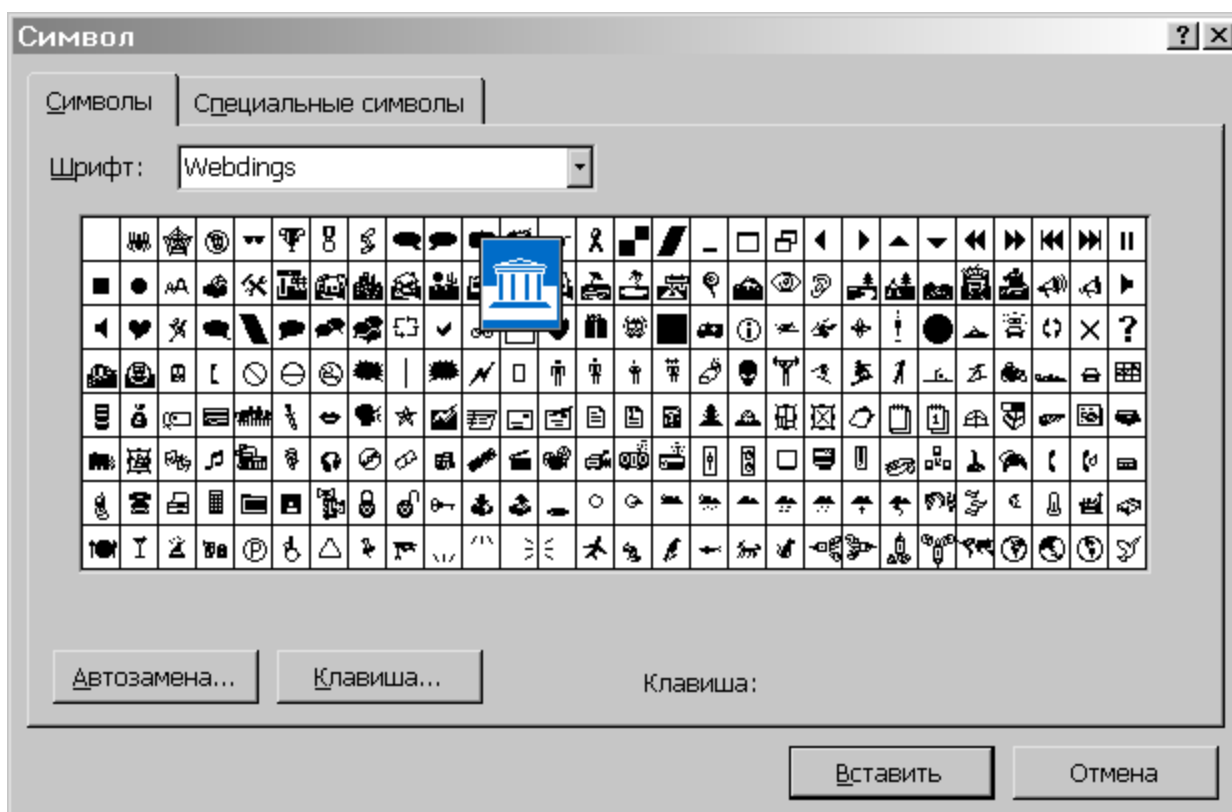 Символ
Символы
Специальные символы
Шрифт: Webdings
Автозамена... Клавиша... Клавиша:
Вставить Отмена